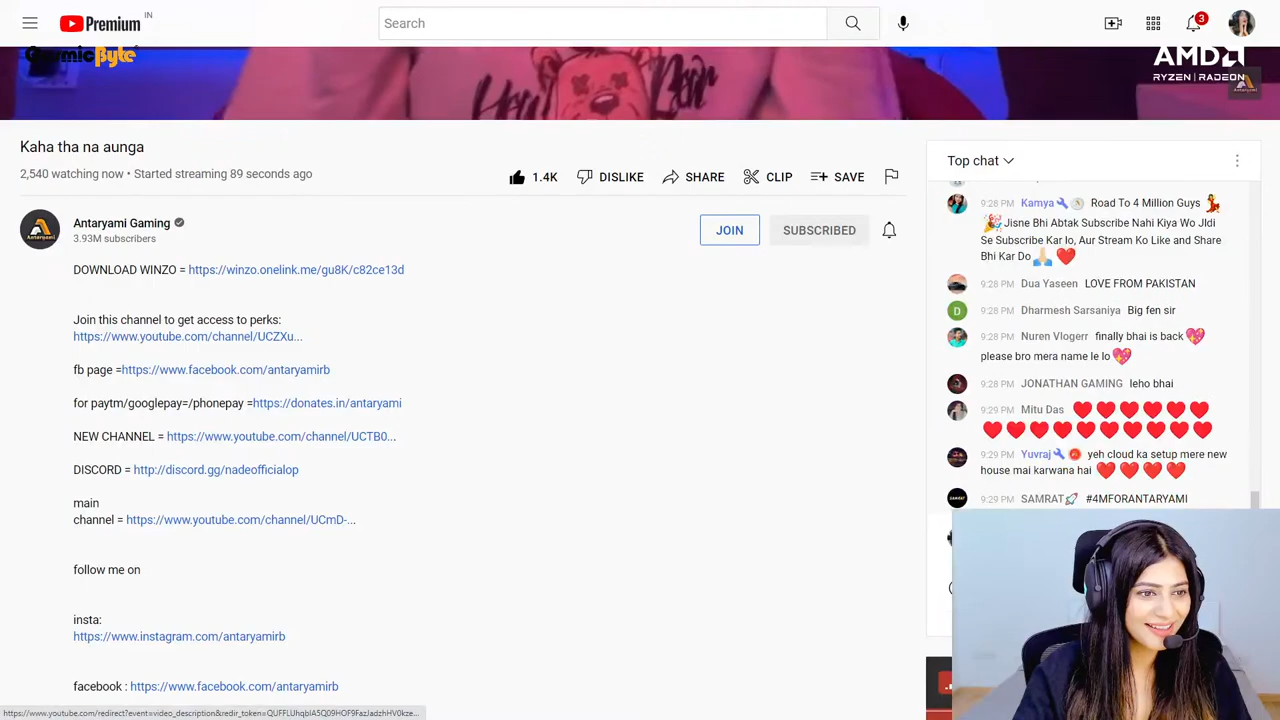 Premium IN
Search
3
CosmicByte
AMD
RYZEN | RADEON
Antaryami
Kaha tha na aunga
2,540 watching now • Started streaming 89 seconds ago
1.4K DISLIKE SHARE CLIP SAVE
Antaryami
Antaryami Gaming
3.93M subscribers
JOIN SUBSCRIBED
DOWNLOAD WINZO = https://winzo.onelink.me/gu8K/c82ce13d
Join this channel to get access to perks:
https://www.youtube.com/channel/UCZXu...
fb page =https://www.facebook.com/antaryamirb
for paytm/googlepay=/phonepay =https://donates.in/antaryami
NEW CHANNEL = https://www.youtube.com/channel/UCTB0...
DISCORD = http://discord.gg/nadeofficialop
main
channel = https://www.youtube.com/channel/UCmD-...
follow me on
insta:
https://www.instagram.com/antaryamirb
facebook : https://www.facebook.com/antaryamirb
Top chat
9:28 PM Kamya🔧 Road To 4 Million Guys 💃
🎉Jisne Bhi Abtak Subscribe Nahi Kiya Wo JIdi
Se Subscribe Kar lo, Aur Stream Ko Like and Share
Bhi Kar Do🙏❤️
9:28 PM Dua Yaseen LOVE FROM PAKISTAN
D 9:28 PM Dharmesh Sarsaniya Big fen sir
9:28 PM Nuren Vlogerr finally bhai is back💖
please bro mera name le lo💖
9:28 PM JONATHAN GAMING leho bhai
9:29 PM Mitu Das ❤️❤️❤️❤️❤️❤️
❤️❤️❤️❤️❤️❤️❤️❤️❤️❤️
9:29 PM Yuvraj🔧 yeh cloud ka setup mere new
house mai karwana hai ❤️❤️❤️❤️
9:29 PM SAMRAT🚀 #4MFORANTARYAMI